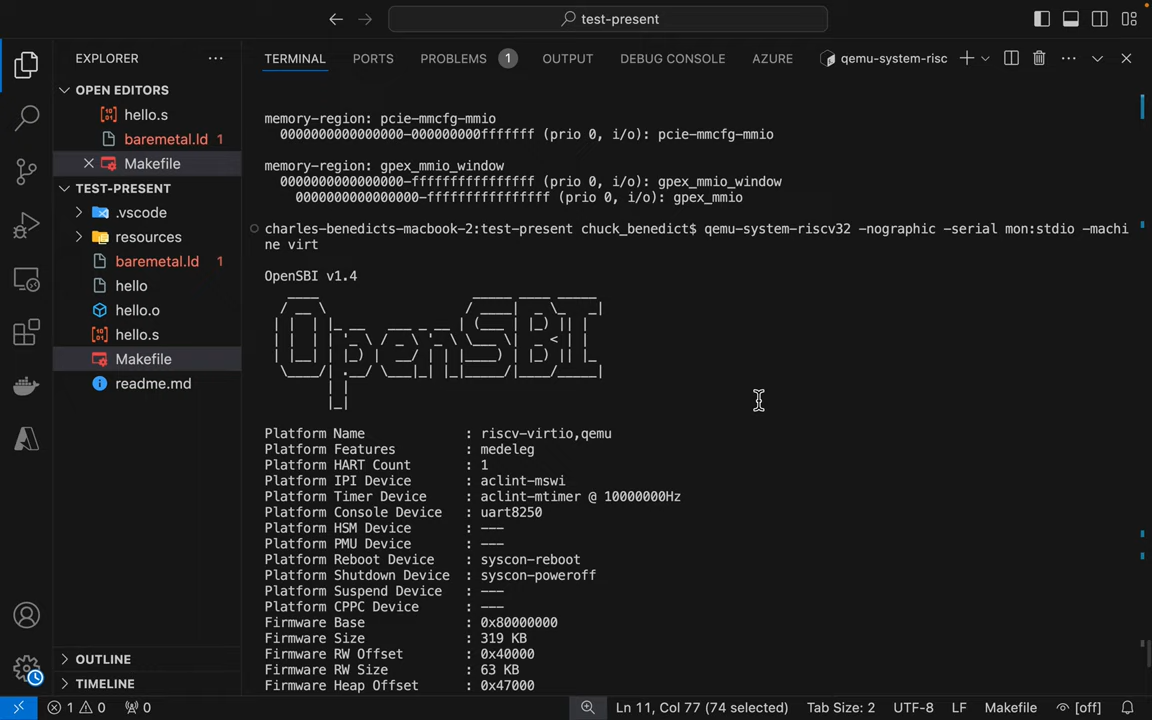 test-present
EXPLORER
OPEN EDITORS
hello.s
baremetal.ld 1
Makefile
TEST-PRESENT
.vscode
resources
baremetal.ld 1
hello
hello.o
hello.s
Makefile
readme.md
OUTLINE
TIMELINE
TERMINAL PORTS PROBLEMS 1 OUTPUT DEBUG CONSOLE AZURE qemu-system-risc
memory-region: pcie-mmcfg-mmio
0000000000000000-000000000fffffff (prio 0, i/o): pcie-mmcfg-mmio
memory-region: gpex_mmio_window
0000000000000000-ffffffffffffffff (prio 0, i/o): gpex_mmio_window
0000000000000000-ffffffffffffffff (prio 0, i/o): gpex_mmio
charles-benedicts-macbook-2:test-present chuck_benedict$ qemu-system-riscv32 -nographic -serial mon:stdio -machi
ne virt
OpenSBI v1.4
OpenSBI
Platform Name : riscv-virtio,qemu
Platform Features : medeleg
Platform HART Count : 1
Platform IPI Device : aclint-mswi
Platform Timer Device : aclint-mtimer @ 10000000Hz
Platform Console Device : uart8250
Platform HSM Device : ---
Platform PMU Device : ---
Platform Reboot Device : syscon-reboot
Platform Shutdown Device : syscon-poweroff
Platform Suspend Device : ---
Platform CPPC Device : ---
Firmware Base : 0x80000000
Firmware Size : 319 KB
Firmware RW Offset : 0x40000
Firmware RW Size : 63 KB
Firmware Heap Offset : 0x47000
1 0 0 Ln 11, Col 77 (74 selected) Tab Size: 2 UTF-8 LF Makefile [off]